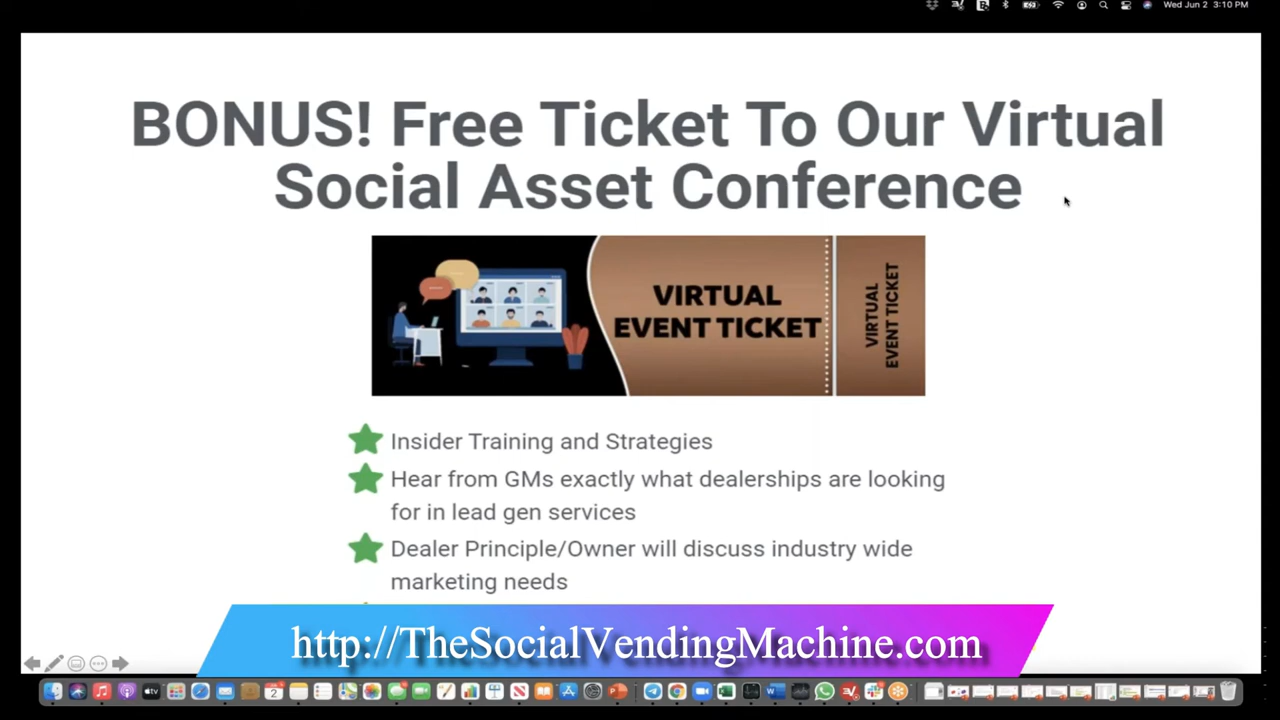 Wed Jun 2 3:10 PM
BONUS! Free Ticket To Our Virtual
Social Asset Conference
VIRTUAL
EVENT TICKET
VIRTUAL
EVENT TICKET
Insider Training and Strategies
Hear from GMs exactly what dealerships are looking
for in lead gen services
Dealer Principle/Owner will discuss industry wide
marketing needs
http://TheSocialVendingMachine.com